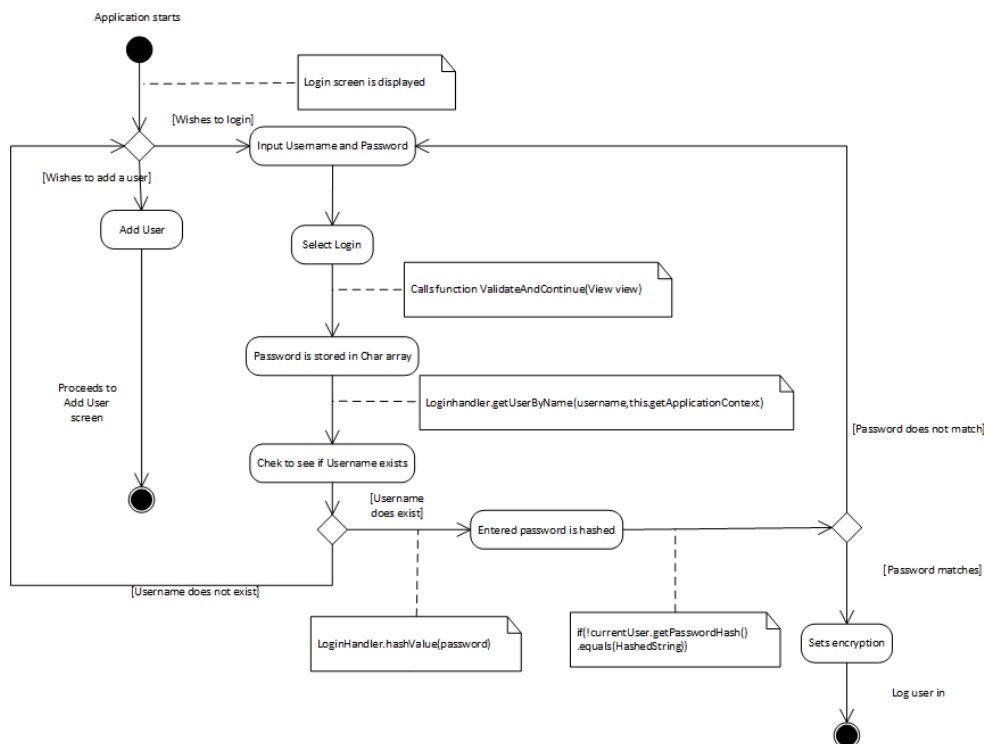 Application starts
Login screen is displayed
[Wishes to login]
Input Username and Password
[Wishes to add a user]
Add User
Select Login
Calls function ValidateAndContinue(View view)
Password is stored in Char array
Proceeds to
Add User
screen
Loginhandler.getUserByName(username,this.getApplicationContext)
[Password does not match]
Chek to see if Username exists
[Username
does exist]
Entered password is hashed
[Password matches]
[Username does not exist]
LoginHandler.hashValue(password)
if(!currentUser.getPasswordHash()
.equals(HashedString))
Sets encryption
Log user in